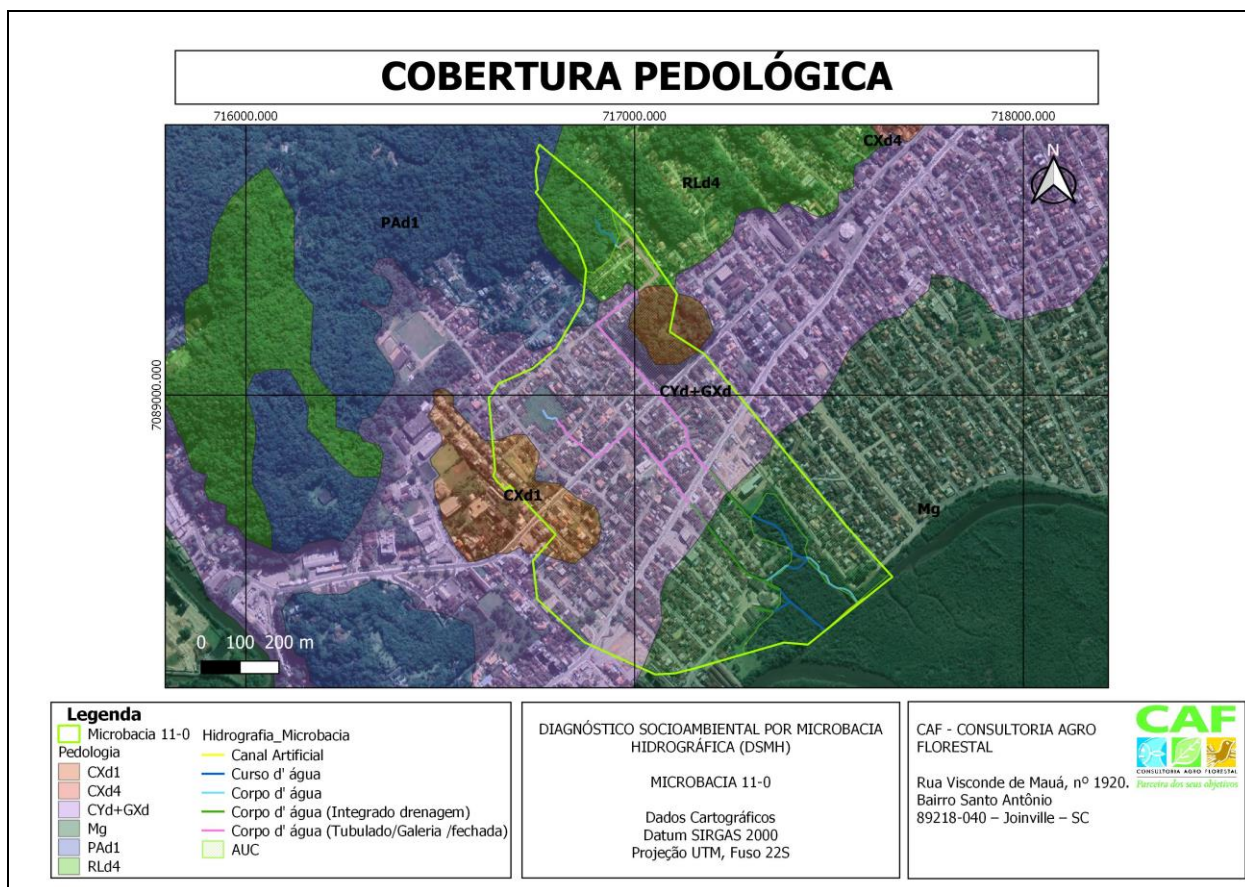 COBERTURA PEDOLÓGICA
716000.000
717000.000
718000.000
CXd4
N
RLd4
PAd1
7089000.000
CYd+GXd
CXd1
Mg
0 100 200 m
Legenda
Microbacia 11-0
Pedologia
CXd1
CXd4
CYd+GXd
Mg
PAd1
RLd4
Hidrografia_Microbacia
Canal Artificial
Curso d' água
Corpo d' água
Corpo d' água (Integrado drenagem)
Corpo d' água (Tubulado/Galeria /fechada)
AUC
DIAGNÓSTICO SOCIOAMBIENTAL POR MICROBACIA
HIDROGRÁFICA (DSMH)
MICROBACIA 11-0
Dados Cartográficos
Datum SIRGAS 2000
Projeção UTM, Fuso 22S
CAF - CONSULTORIA AGRO
FLORESTAL
Rua Visconde de Mauá, nº 1920.
Bairro Santo Antônio
89218-040 – Joinville – SC
CAF
CONSULTORIA AGRO FLORESTAL
Parceira dos seus objetivos